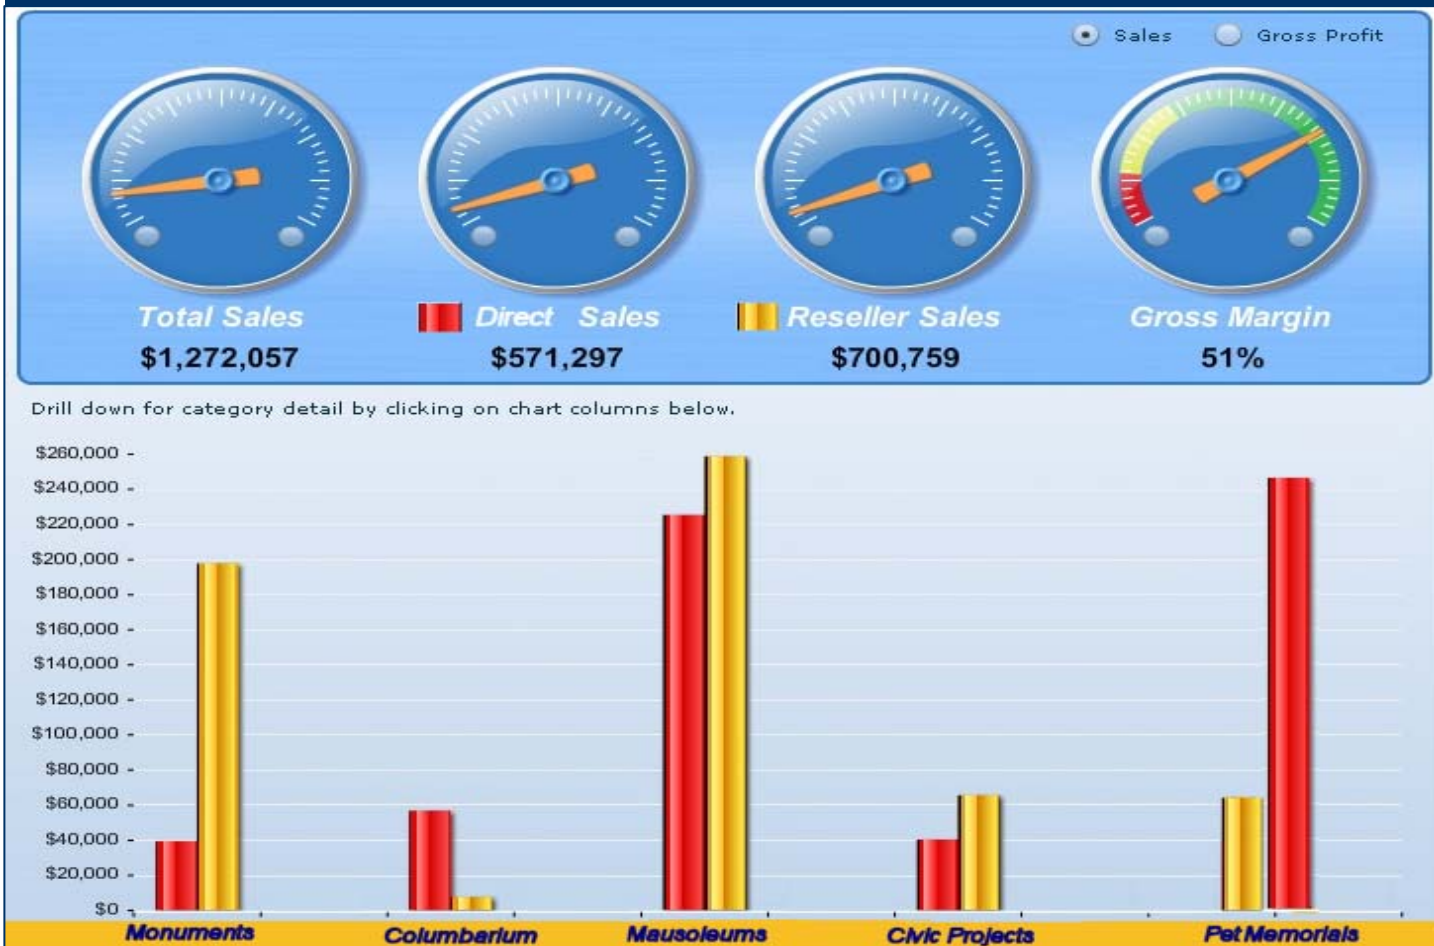 Sales Gross Profit
Total Sales Direct Sales Reseller Sales Gross Margin
$1,272,057 $571,297 $700,759 51%
Drill down for category detail by clicking on chart columns below.
$260,000
$240,000
$220,000
$200,000
$180,000
$160,000
$140,000
$120,000
$100,000
$80,000
$60,000
$40,000
$20,000
$0
Monuments Columbarium Mausoleums Civic Projects Pet Memorials